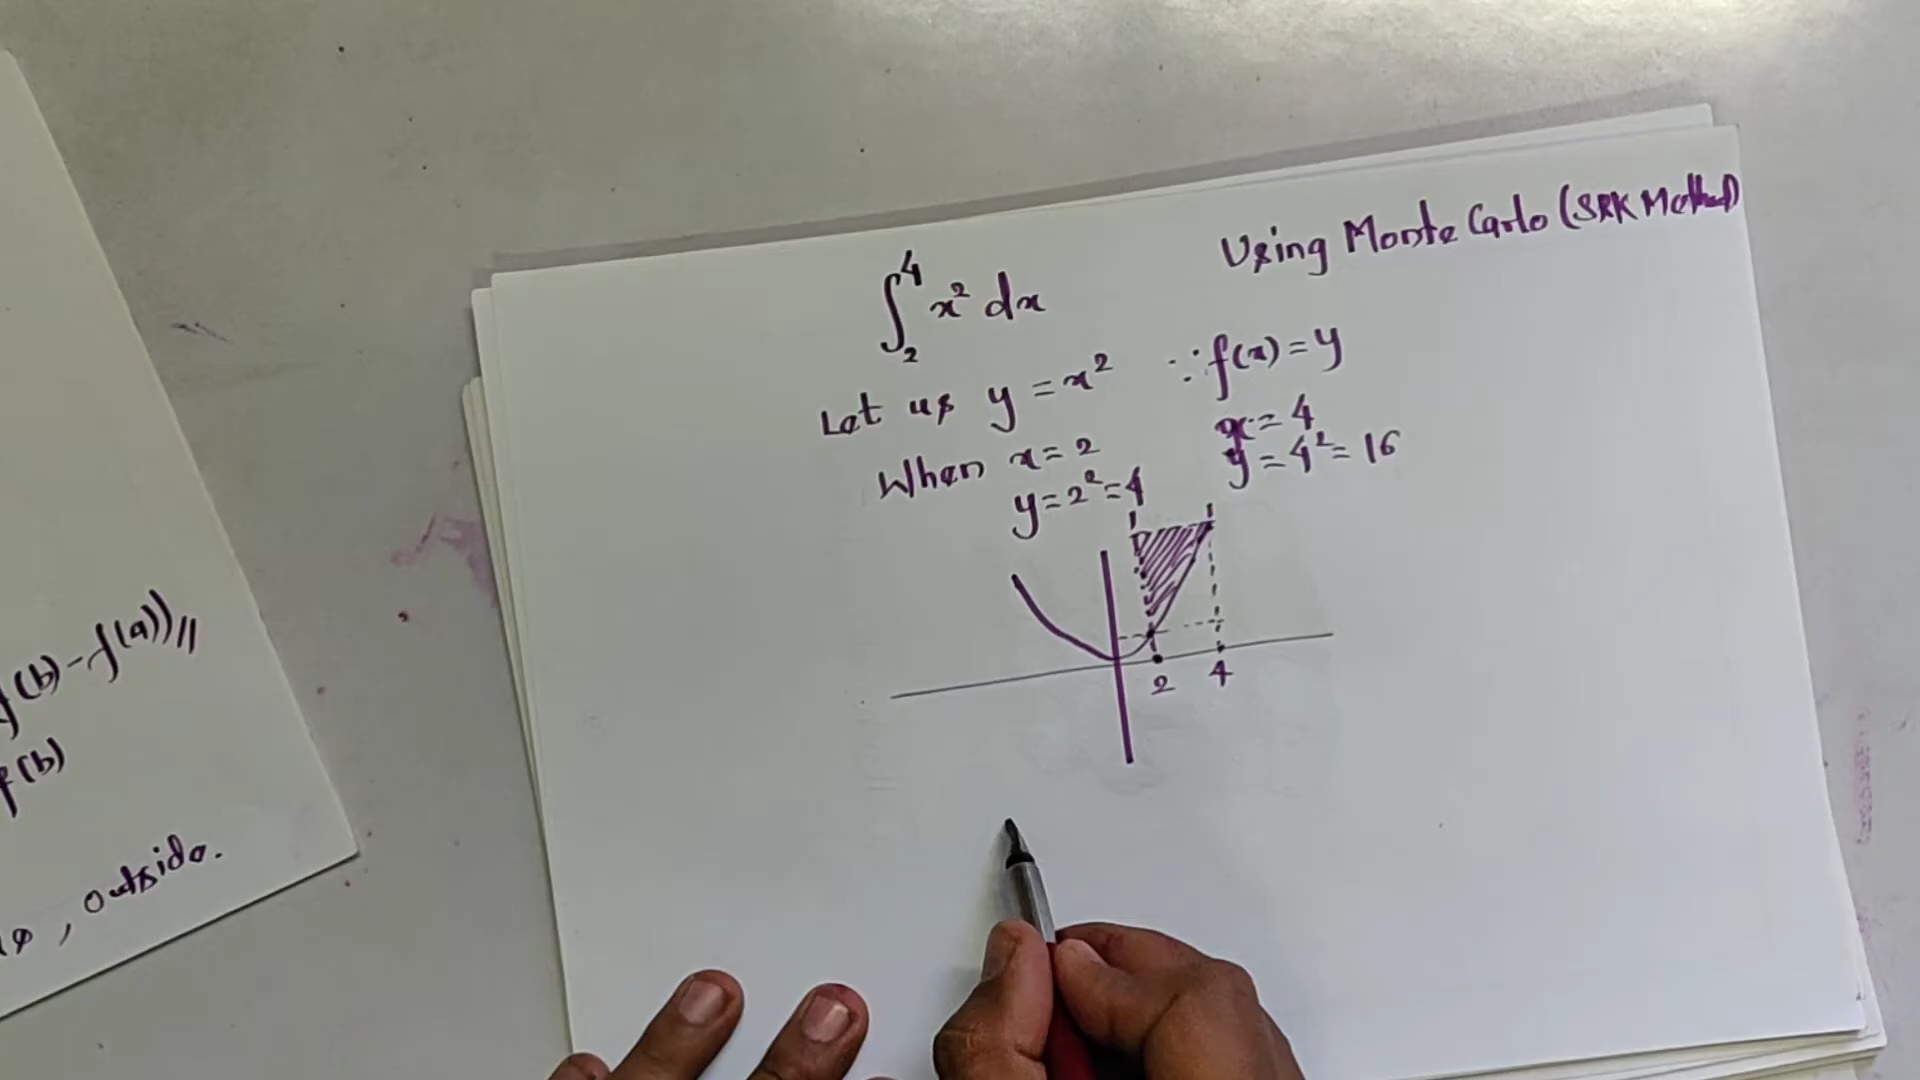 Using Monte Carlo (SRK Method)
∫₂⁴ x² dx
Let us y = x² ∵ f(x) = y
When x = 2
y = 2² = 4
x = 4
y = 4² = 16
2 4
f(b) - f(a))//
f(b)
, outside.